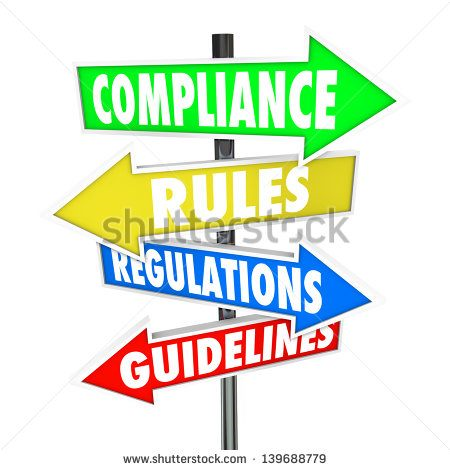 COMPLIANCE
RULES
REGULATIONS
GUIDELINES
shutterstock
www.shutterstock.com · 139688779